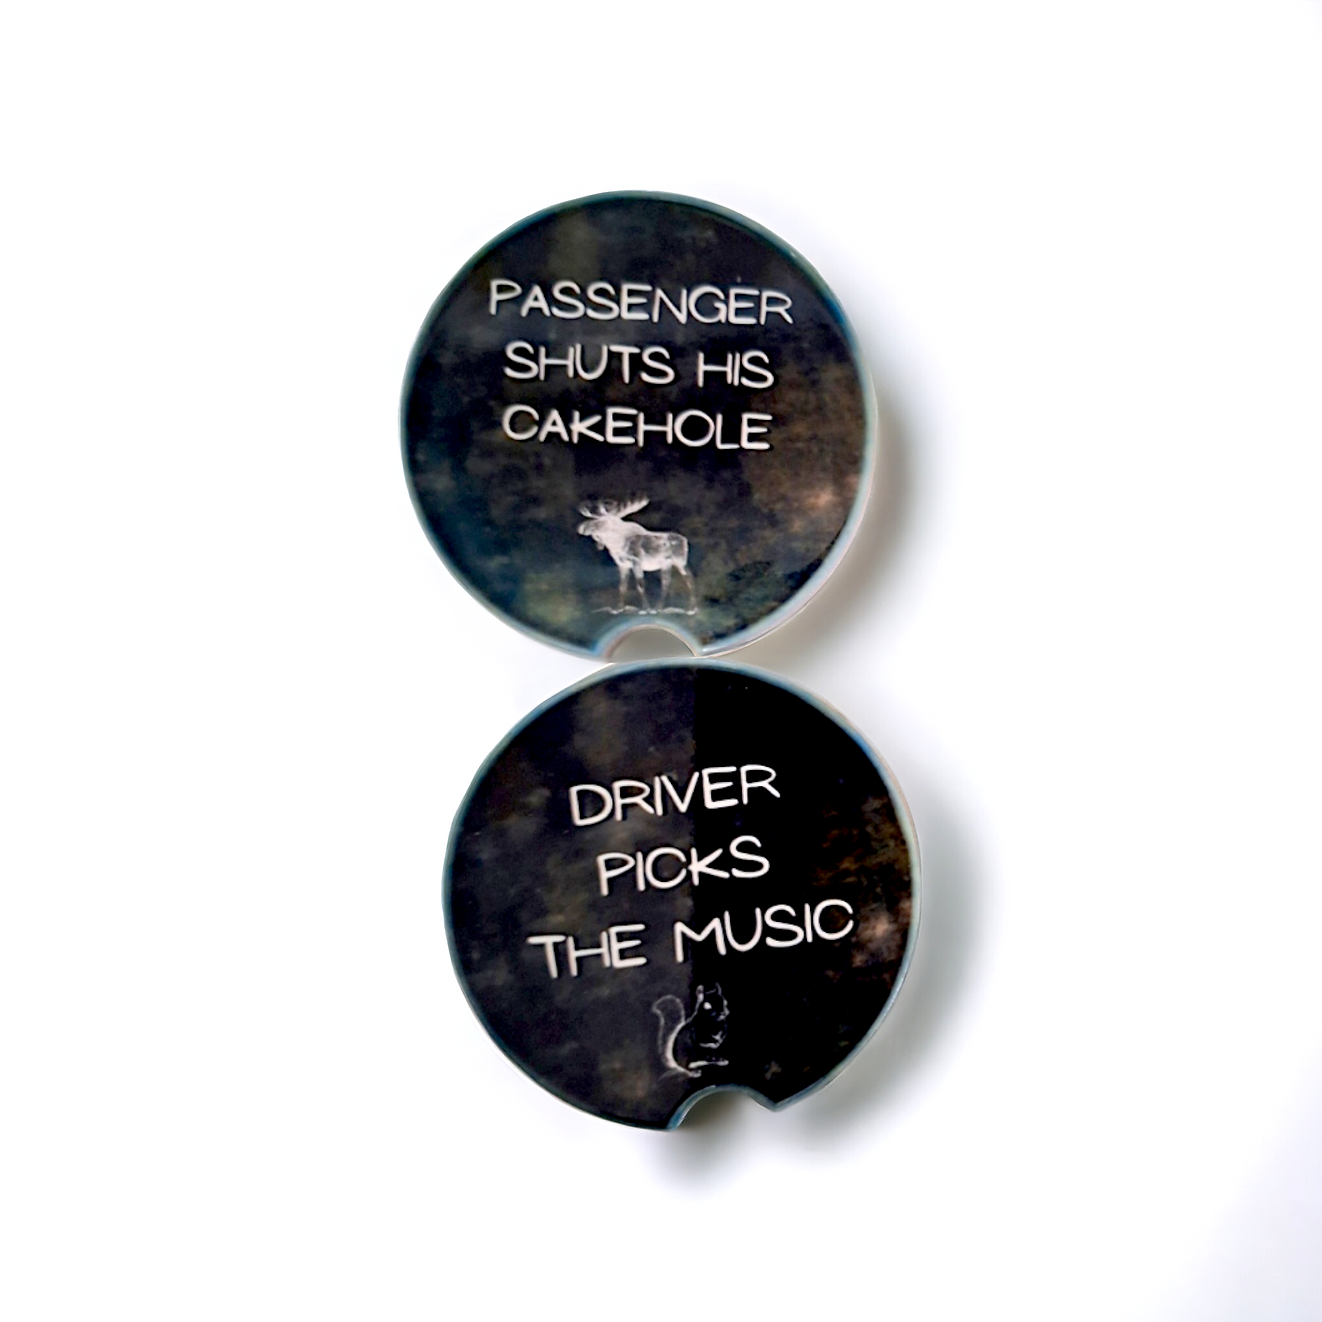 PASSENGER
SHUTS HIS
CAKEHOLE
DRIVER
PICKS
THE MUSIC